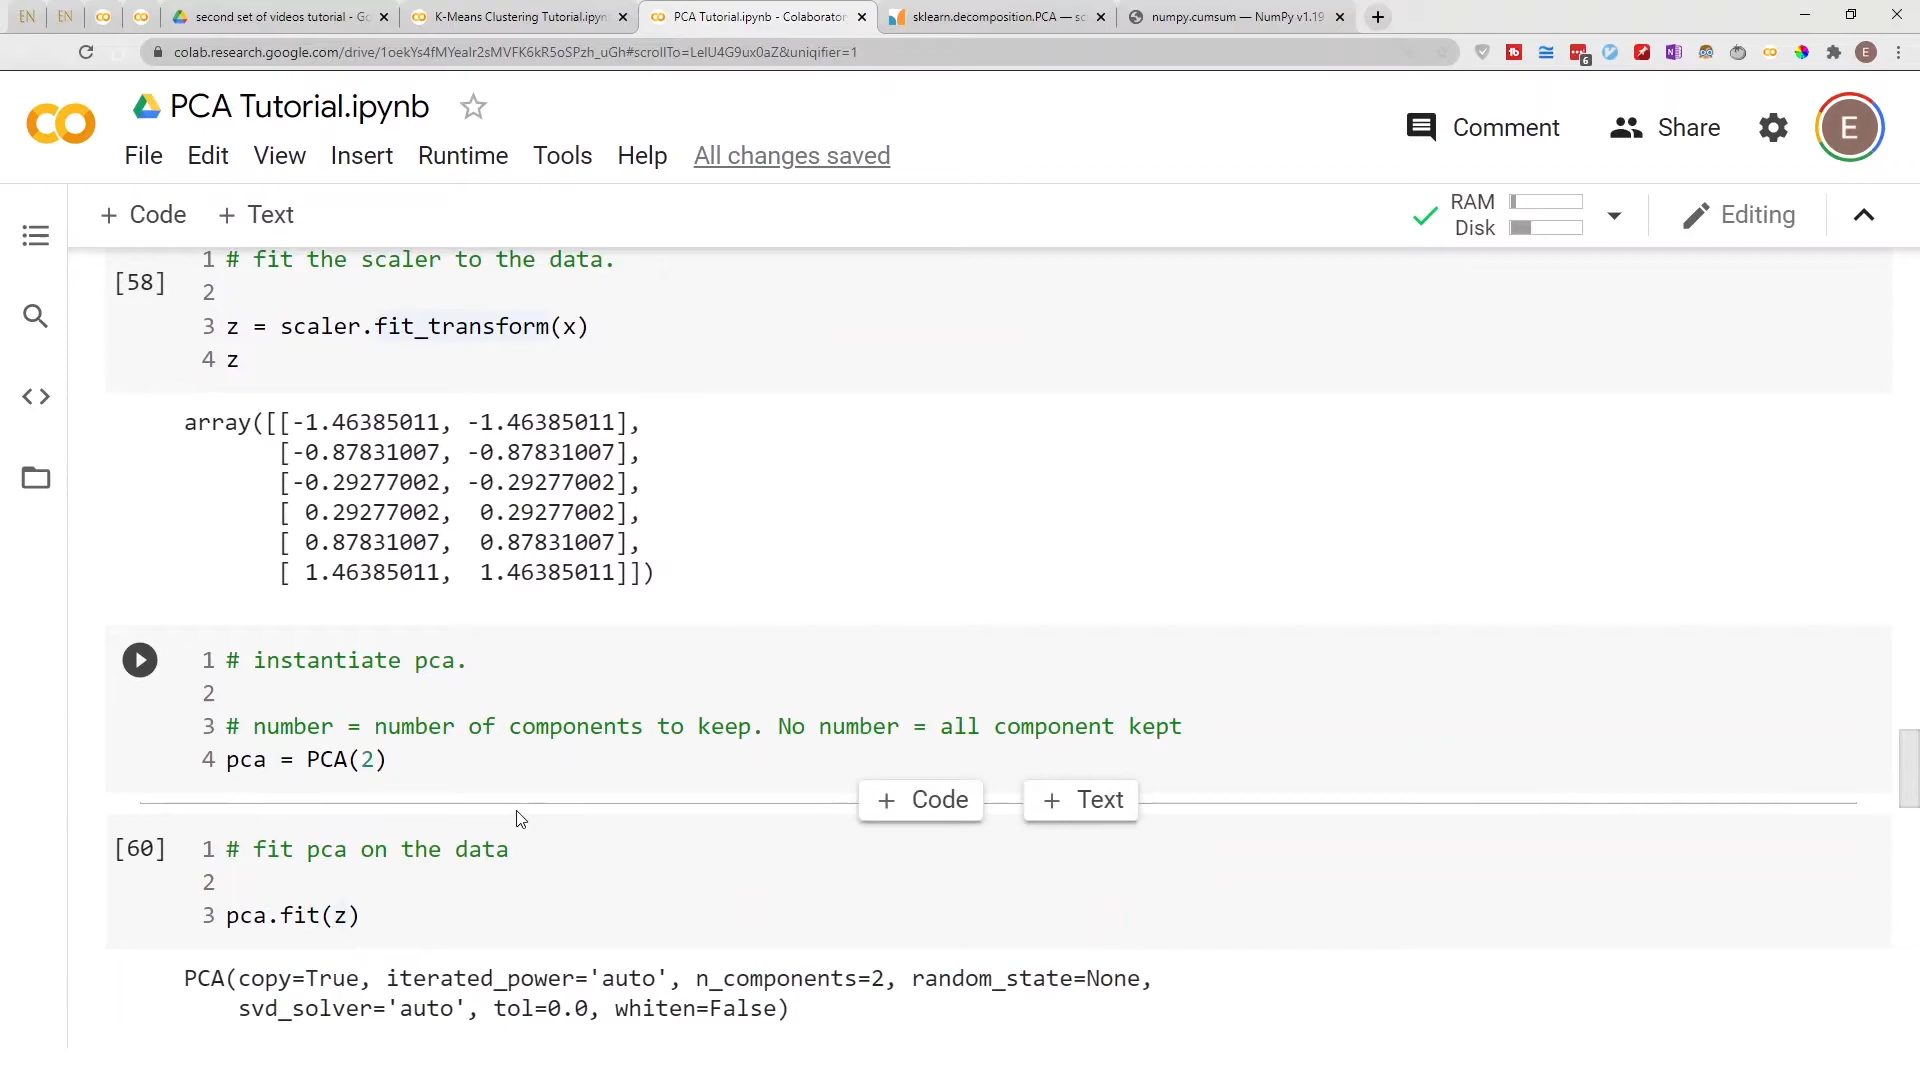 EN
EN
second set of videos tutorial - Go
K-Means Clustering Tutorial.ipyn
PCA Tutorial.ipynb - Colaborator
sklearn.decomposition.PCA — sc
numpy.cumsum — NumPy v1.19
colab.research.google.com/drive/1oekYs4fMYealr2sMVFK6kR5oSPzh_uGh#scrollTo=LelU4G9ux0aZ&uniqifier=1
6
E
CO
PCA Tutorial.ipynb
Comment
Share
E
File Edit View Insert Runtime Tools Help All changes saved
+ Code + Text
RAM
Disk
Editing
[58]
1 # fit the scaler to the data.
2
3 z = scaler.fit_transform(x)
4 z
array([[-1.46385011, -1.46385011],
[-0.87831007, -0.87831007],
[-0.29277002, -0.29277002],
[ 0.29277002,  0.29277002],
[ 0.87831007,  0.87831007],
[ 1.46385011,  1.46385011]])
1 # instantiate pca.
2
3 # number = number of components to keep. No number = all component kept
4 pca = PCA(2)
+ Code + Text
[60]
1 # fit pca on the data
2
3 pca.fit(z)
PCA(copy=True, iterated_power='auto', n_components=2, random_state=None,
svd_solver='auto', tol=0.0, whiten=False)